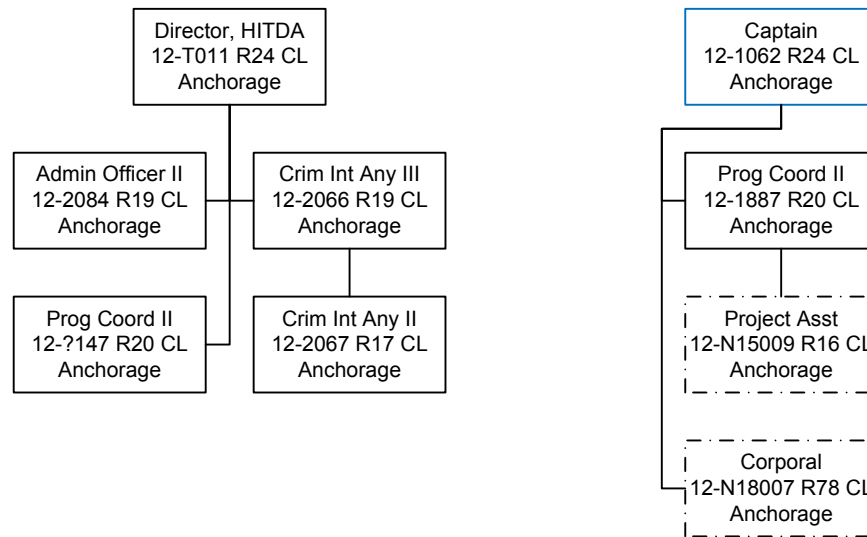 Director, HITDA
12-T011 R24 CL
Anchorage
Admin Officer II
12-2084 R19 CL
Anchorage
Crim Int Any III
12-2066 R19 CL
Anchorage
Prog Coord II
12-?147 R20 CL
Anchorage
Crim Int Any II
12-2067 R17 CL
Anchorage
Captain
12-1062 R24 CL
Anchorage
Prog Coord II
12-1887 R20 CL
Anchorage
Project Asst
12-N15009 R16 CL
Anchorage
Corporal
12-N18007 R78 CL
Anchorage